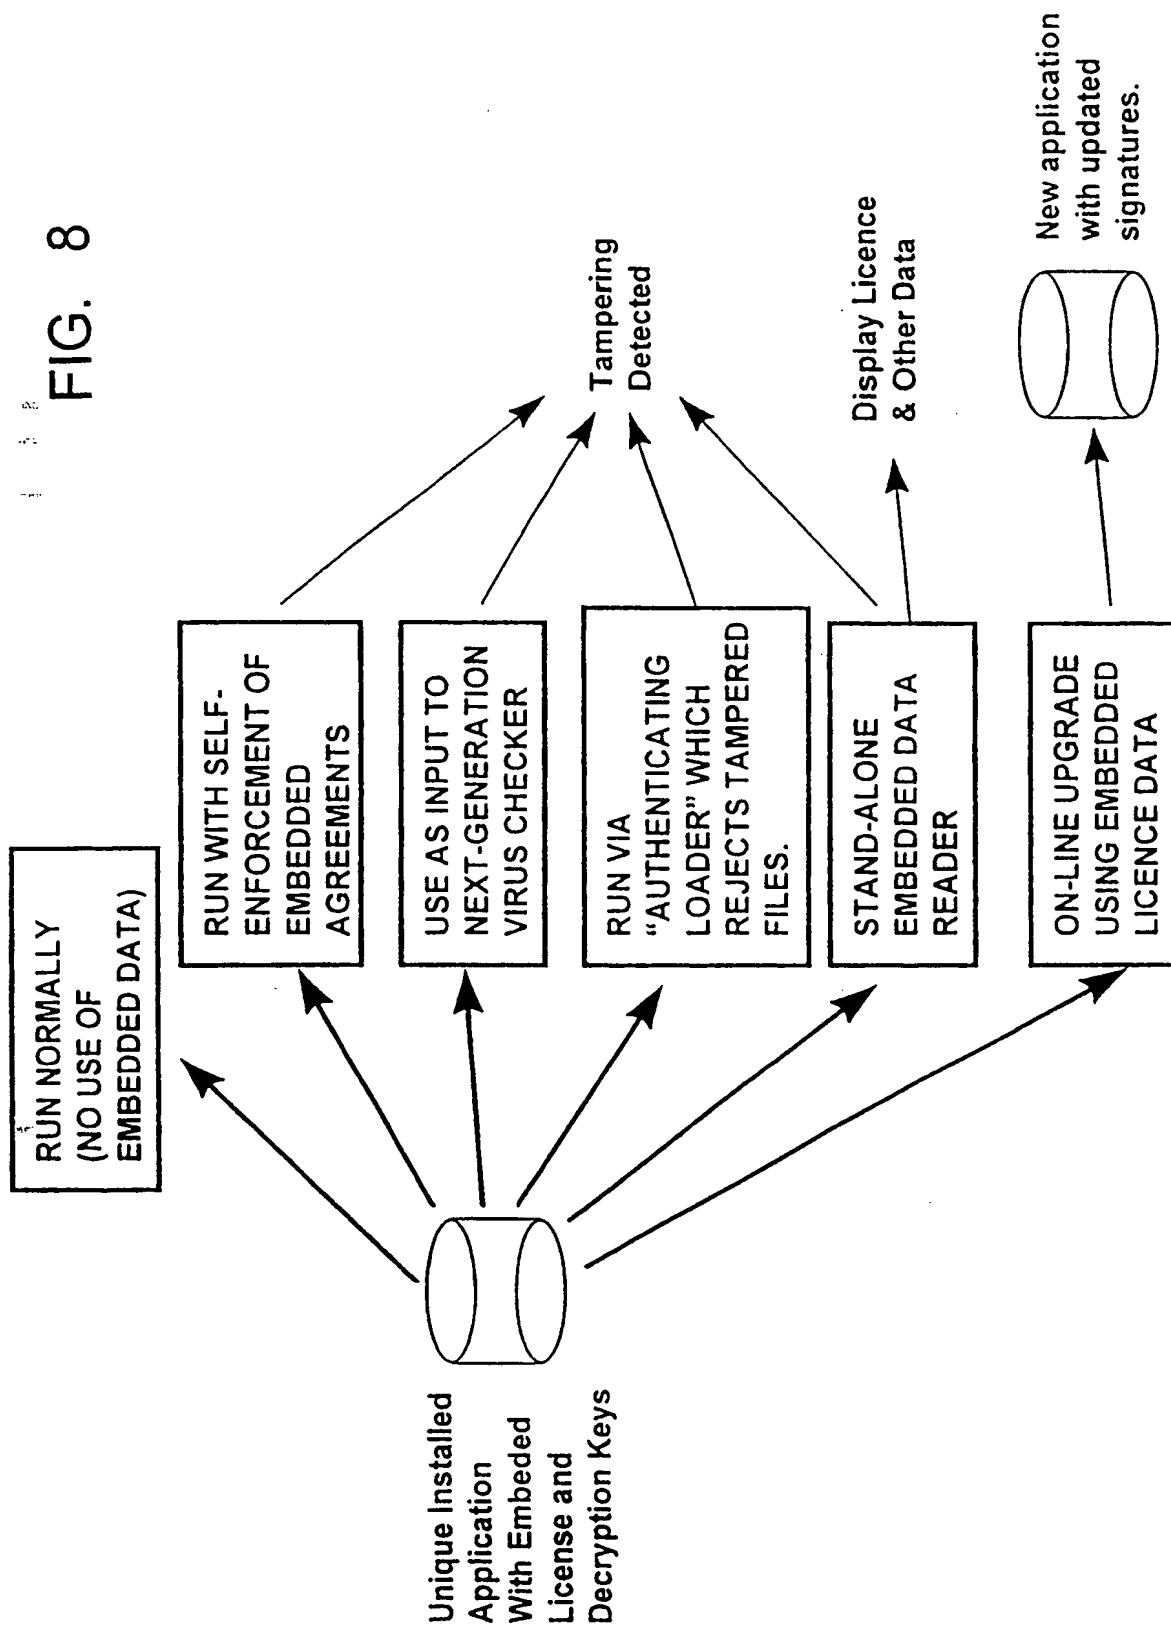 FIG. 8
RUN NORMALLY
(NO USE OF
EMBEDDED DATA)
RUN WITH SELF-
ENFORCEMENT OF
EMBEDDED
AGREEMENTS
USE AS INPUT TO
NEXT-GENERATION
VIRUS CHECKER
RUN VIA
“AUTHENTICATING
LOADER” WHICH
REJECTS TAMPERED
FILES.
STAND-ALONE
EMBEDDED DATA
READER
ON-LINE UPGRADE
USING EMBEDDED
LICENCE DATA
Unique Installed
Application
With Embeded
License and
Decryption Keys
Tampering
Detected
Display Licence
& Other Data
New application
with updated
signatures.